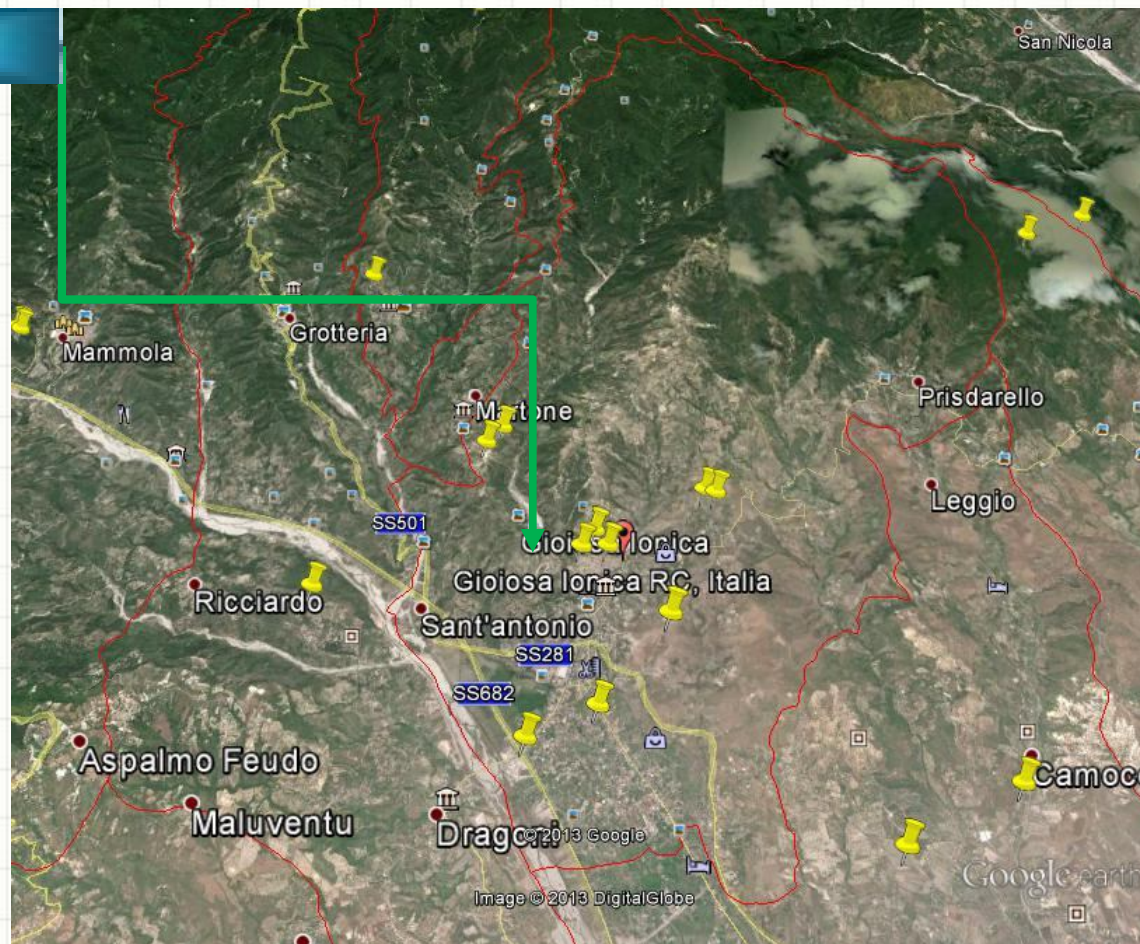 San Nicola
Grotteria
Mammola
Prisdarello
Martone
Leggio
SS501
Gioiosa Ionica
Gioiosa Ionica RC, Italia
Ricciardo
Sant'antonio
SS281
SS682
Aspalmo Feudo
Camoc
Maluventu
Dragoni
© 2013 Google
Google earth
Image © 2013 DigitalGlobe